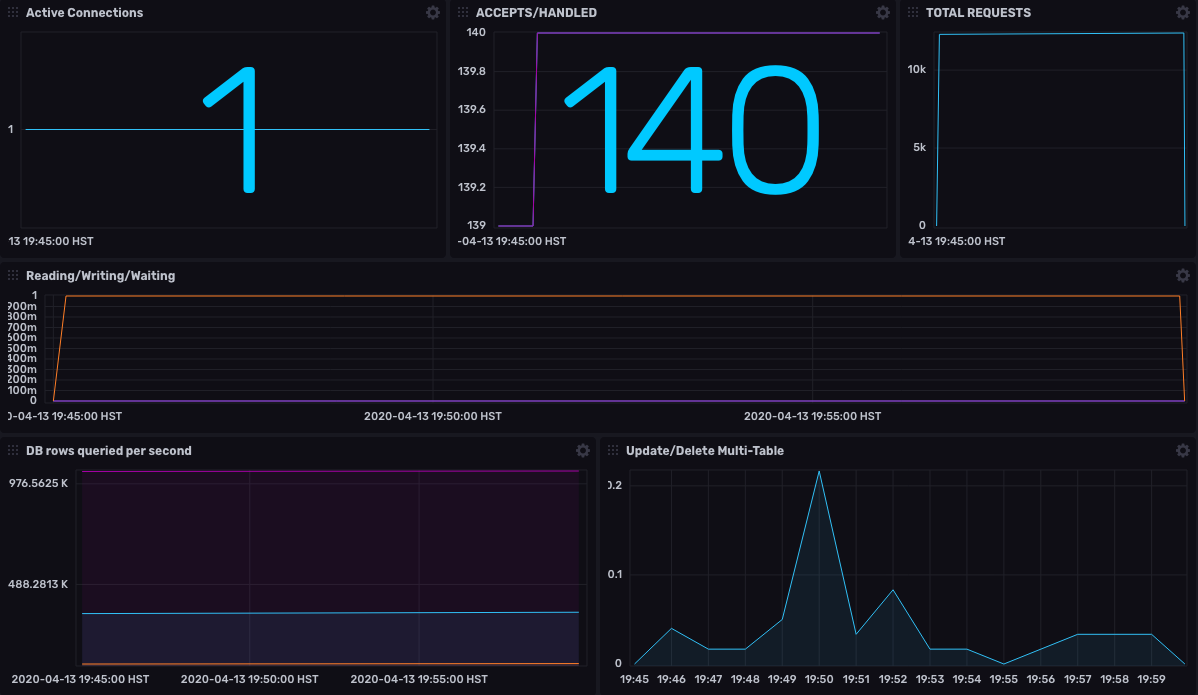 Active Connections
1
1
13 19:45:00 HST
ACCEPTS/HANDLED
140
139.8
139.6
139.4
139.2
139
140
-04-13 19:45:00 HST
TOTAL REQUESTS
10k
5k
0
4-13 19:45:00 HST
Reading/Writing/Waiting
1
900m
800m
700m
600m
500m
400m
300m
200m
100m
0
0-04-13 19:45:00 HST 2020-04-13 19:50:00 HST 2020-04-13 19:55:00 HST
DB rows queried per second
976.5625 K
488.2813 K
2020-04-13 19:45:00 HST 2020-04-13 19:50:00 HST 2020-04-13 19:55:00 HST
Update/Delete Multi-Table
0.2
0.1
0
19:45 19:46 19:47 19:48 19:49 19:50 19:51 19:52 19:53 19:54 19:55 19:56 19:57 19:58 19:59